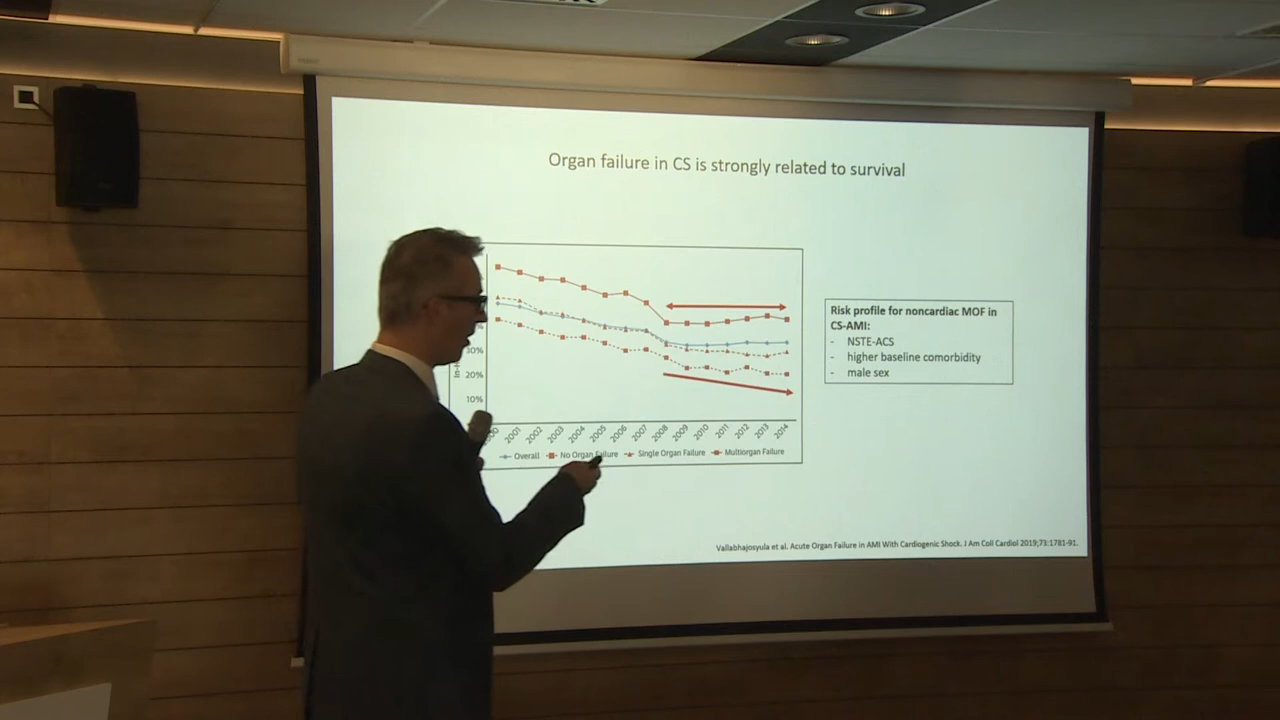 Organ failure in CS is strongly related to survival
Risk profile for noncardiac MOF in
CS-AMI:
- NSTE-ACS
- higher baseline comorbidity
- male sex
30%
20%
10%
2001 2002 2003 2004 2005 2006 2007 2008 2009 2010 2011 2012 2013 2014
Overall No Organ Failure Single Organ Failure Multiorgan Failure
Vallabhajosyula et al. Acute Organ Failure in AMI With Cardiogenic Shock. J Am Coll Cardiol 2019;73:1781-91.